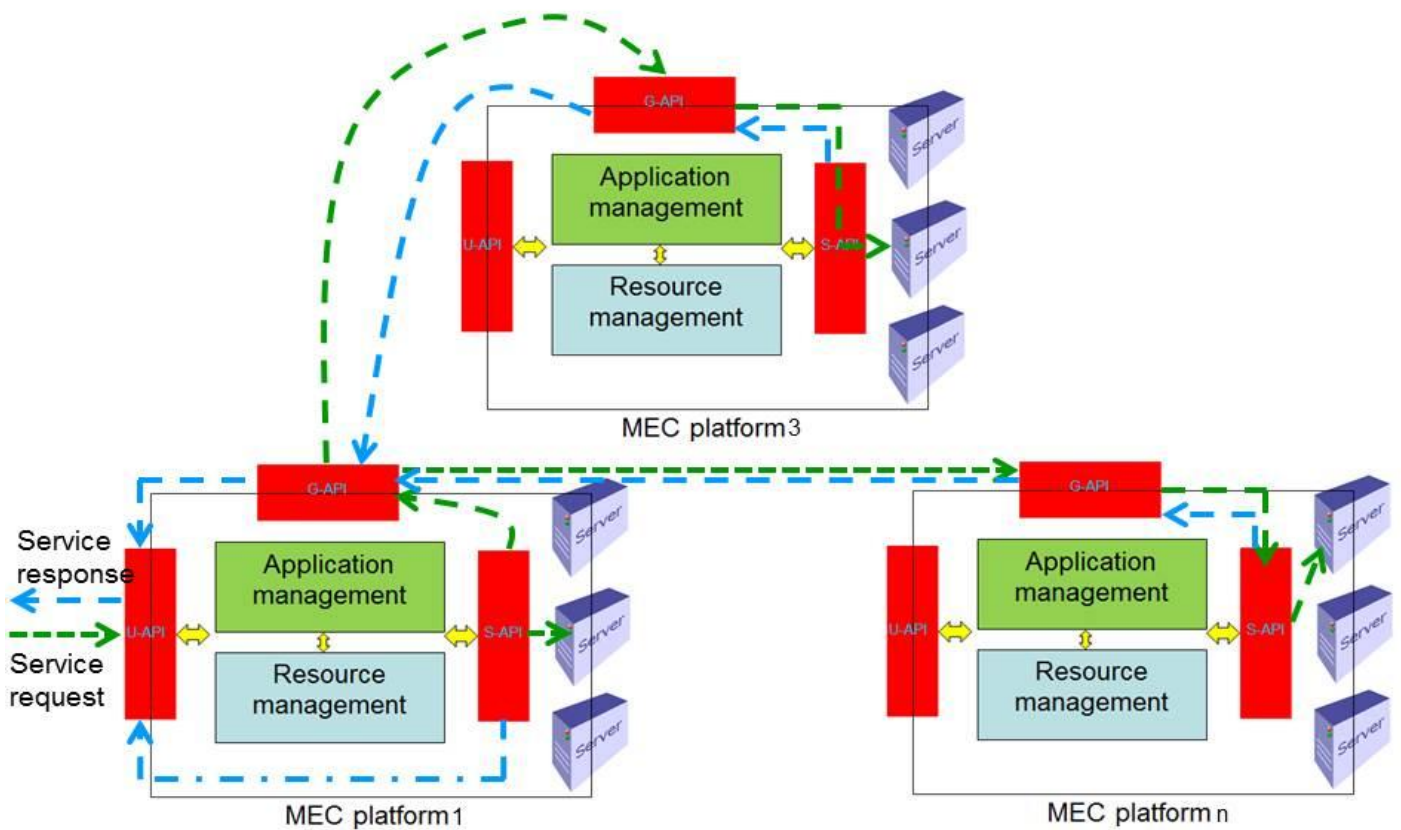 G-API
Server
Application
management
U-API
S-API
Server
Resource
management
Server
MEC platform3
G-API
Server
Service
response
Application
management
U-API
S-API
Server
Service
request
Resource
management
Server
MEC platform1
G-API
Server
Application
management
U-API
S-API
Server
Resource
management
Server
MEC platform n